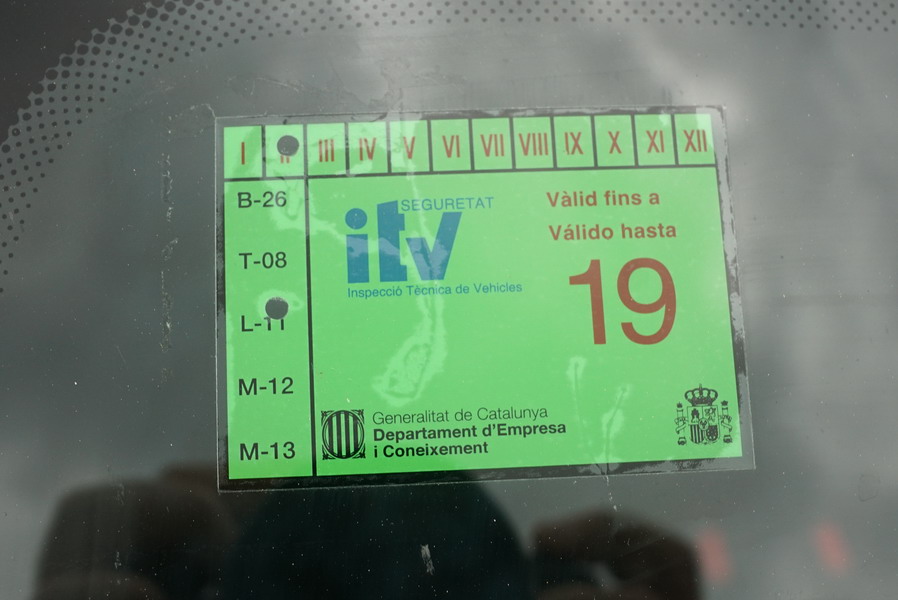 I II III IV V VI VII VIII IX X XI XII
B-26
T-08
L-11
M-12
M-13
SEGURETAT
itv
Inspecció Tècnica de Vehicles
Vàlid fins a
Válido hasta
19
Generalitat de Catalunya
Departament d'Empresa
i Coneixement